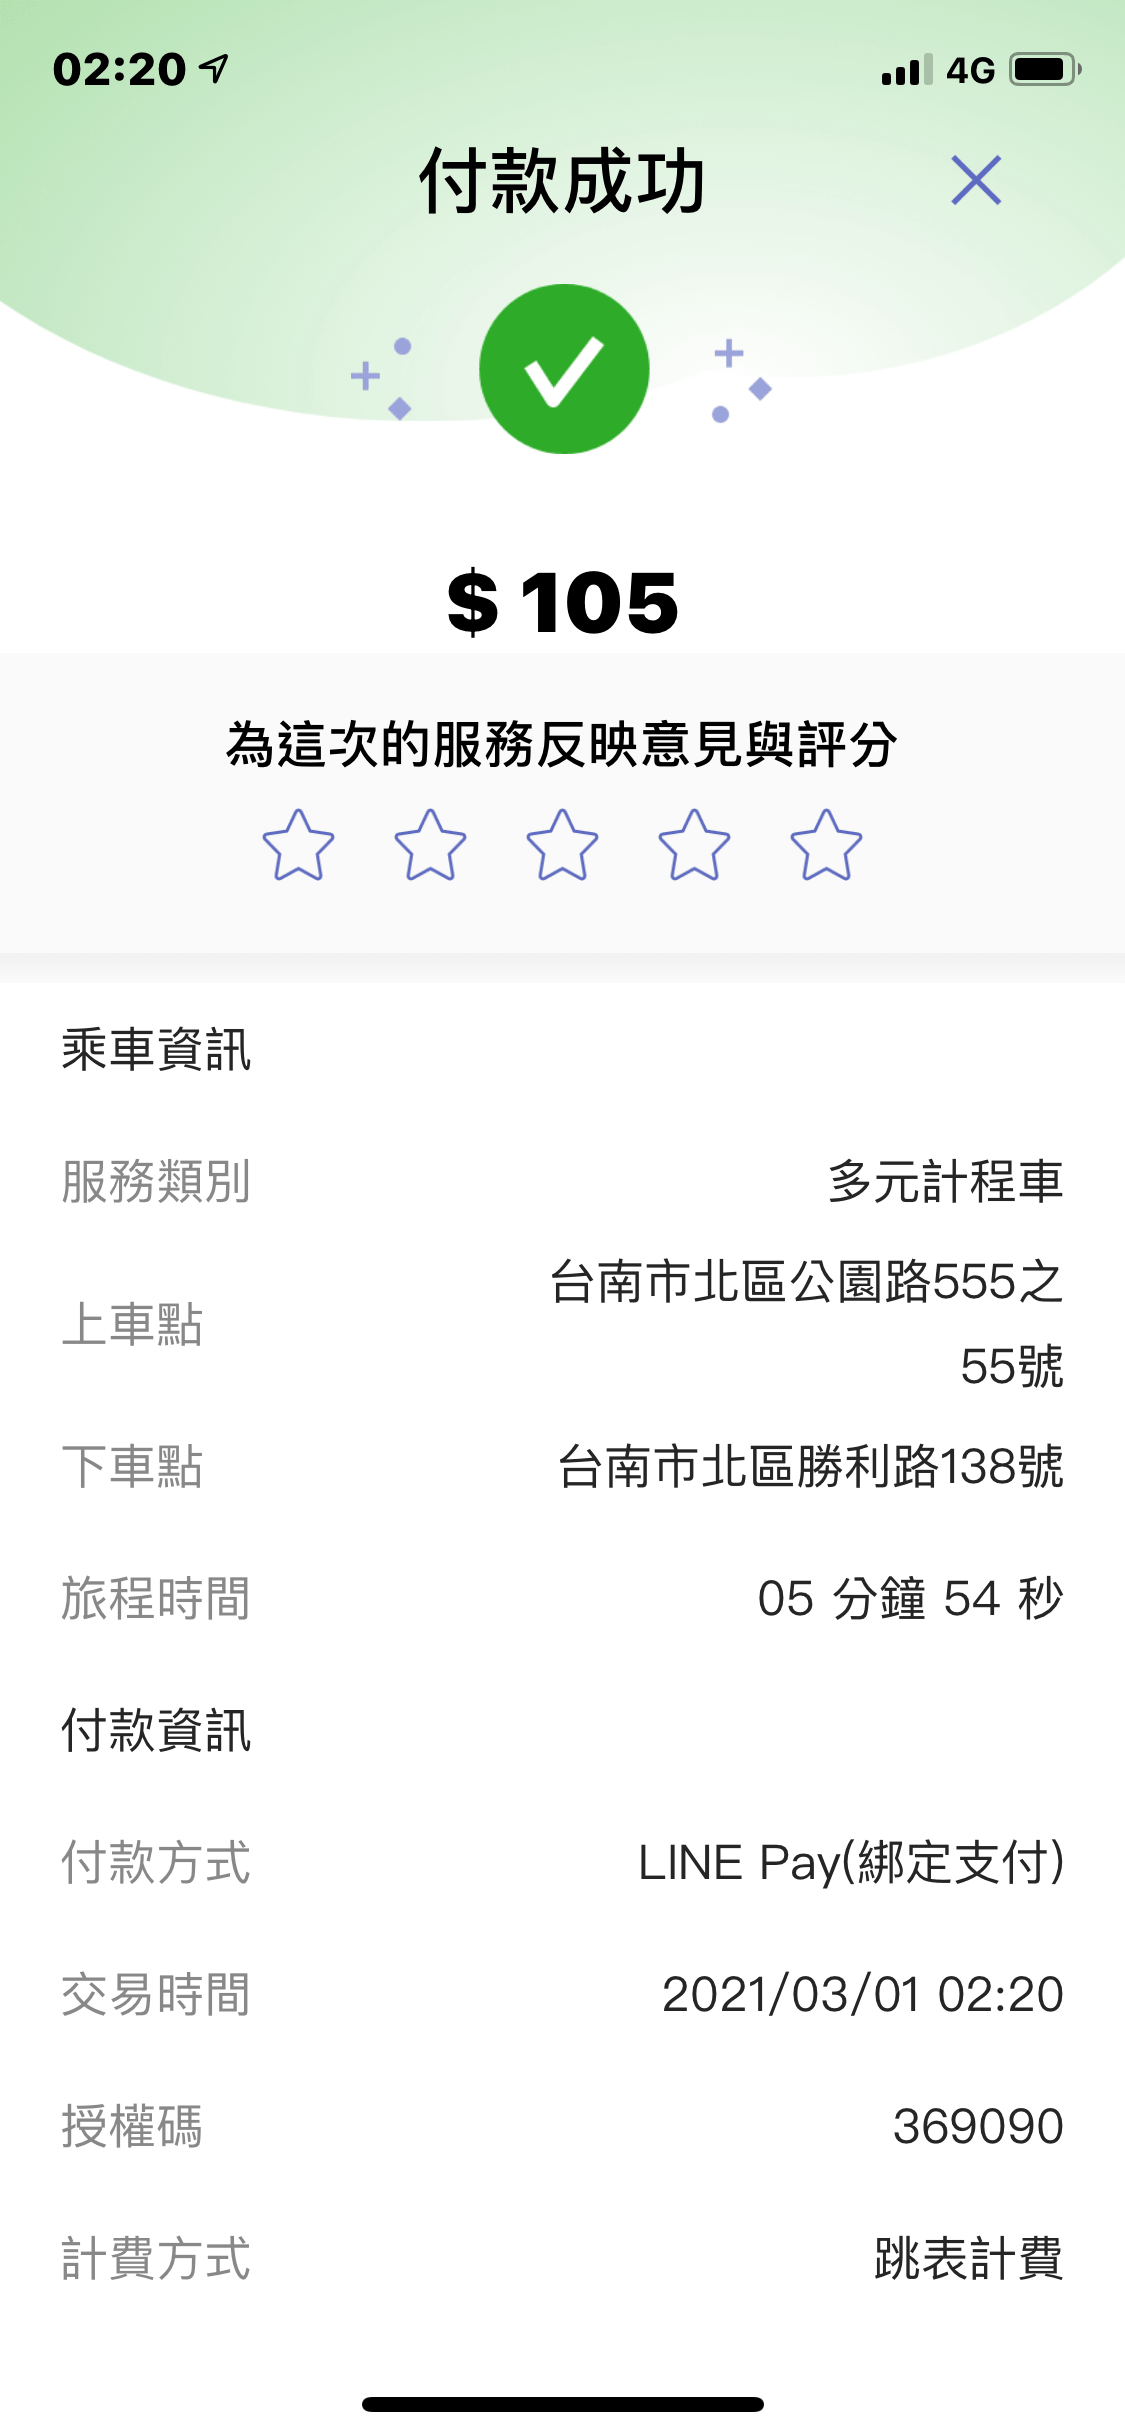 02:20
4G
付款成功
$ 105
為這次的服務反映意見與評分
乘車資訊
服務類別
多元計程車
上車點
台南市北區公園路555之
55號
下車點
台南市北區勝利路138號
旅程時間
05 分鐘 54 秒
付款資訊
付款方式
LINE Pay(綁定支付)
交易時間
2021/03/01 02:20
授權碼
369090
計費方式
跳表計費